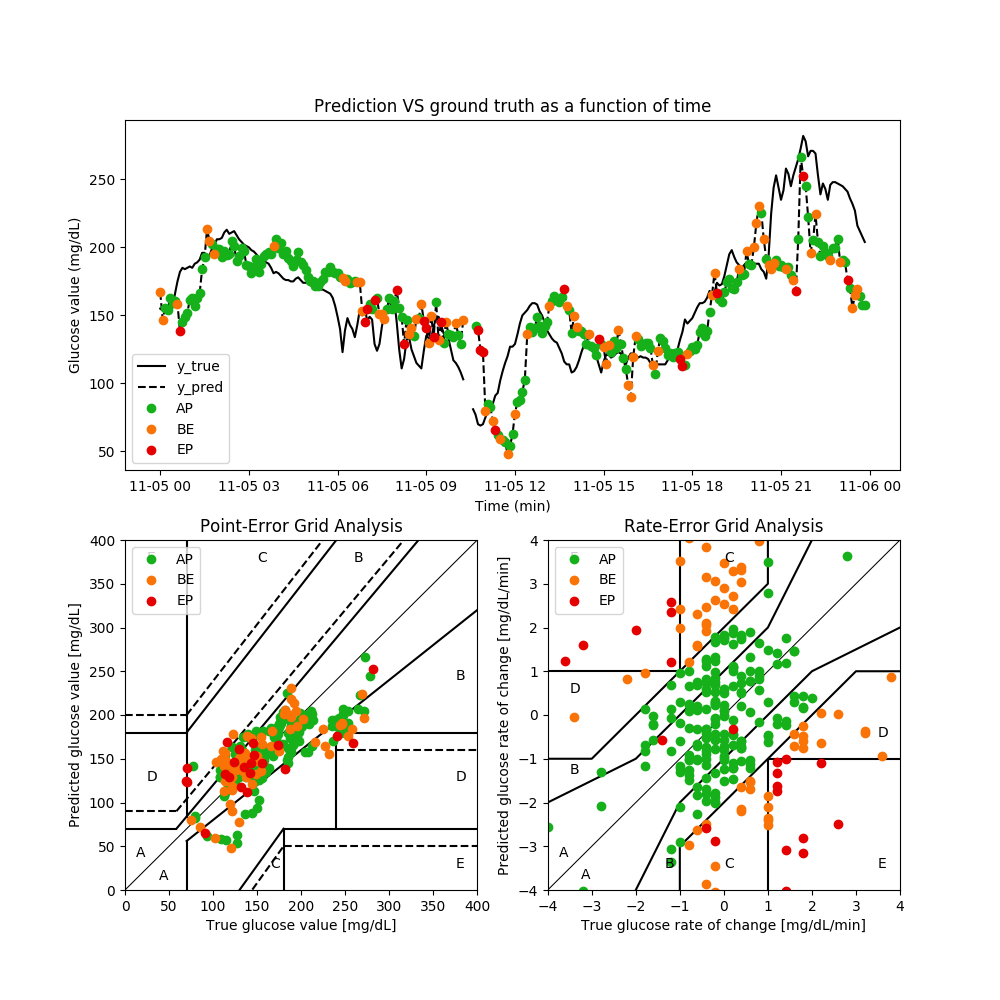 Prediction VS ground truth as a function of time
Glucose value (mg/dL)
250
200
150
100
50
y_true
y_pred
AP
BE
EP
11-05 00
11-05 03
11-05 06
11-05 09
11-05 12
11-05 15
11-05 18
11-05 21
11-06 00
Time (min)
Point-Error Grid Analysis
Predicted glucose value [mg/dL]
400
350
300
250
200
150
100
50
0
AP
BE
EP
C
B
B
D
D
A
A
C
E
0
50
100
150
200
250
300
350
400
True glucose value [mg/dL]
Rate-Error Grid Analysis
Predicted glucose rate of change [mg/dL/min]
4
3
2
1
0
−1
−2
−3
−4
AP
BE
EP
C
D
D
B
A
A
B
C
E
−4
−3
−2
−1
0
1
2
3
4
True glucose rate of change [mg/dL/min]